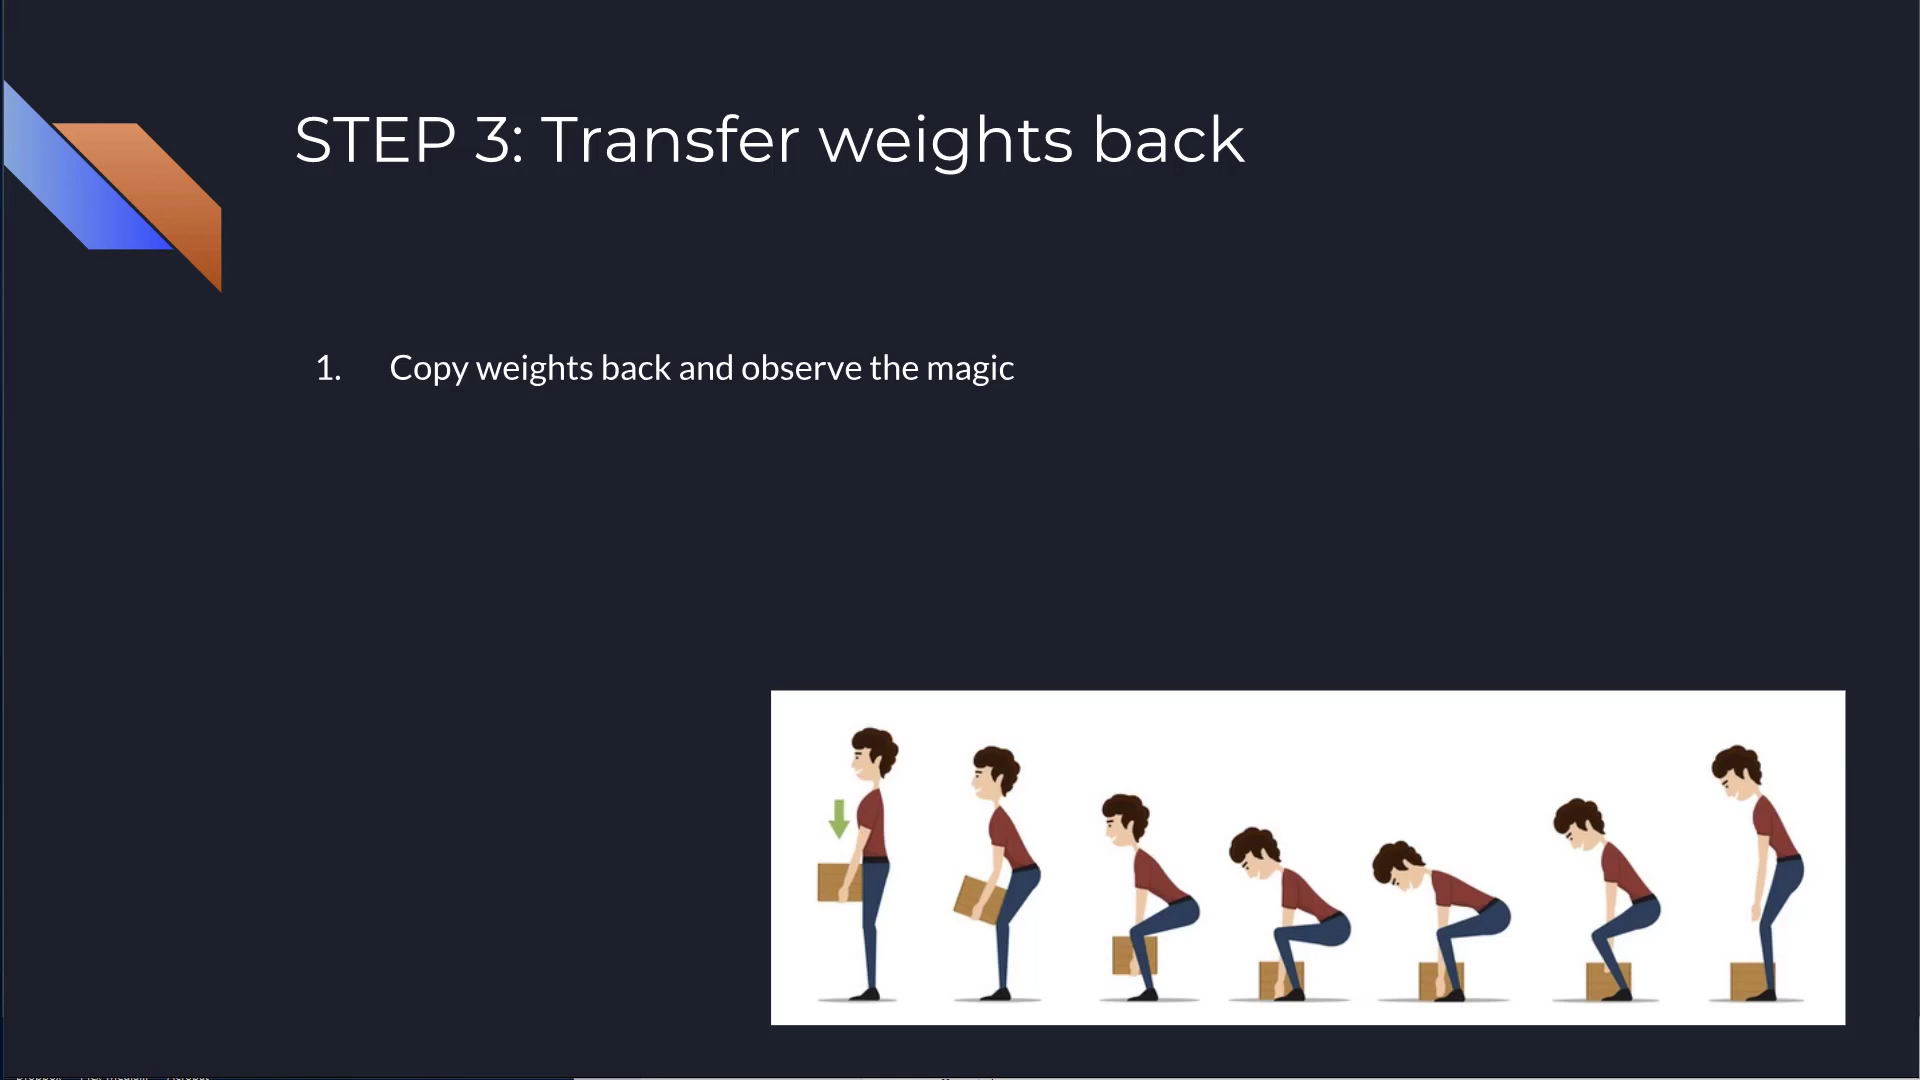 STEP 3: Transfer weights back
1. Copy weights back and observe the magic